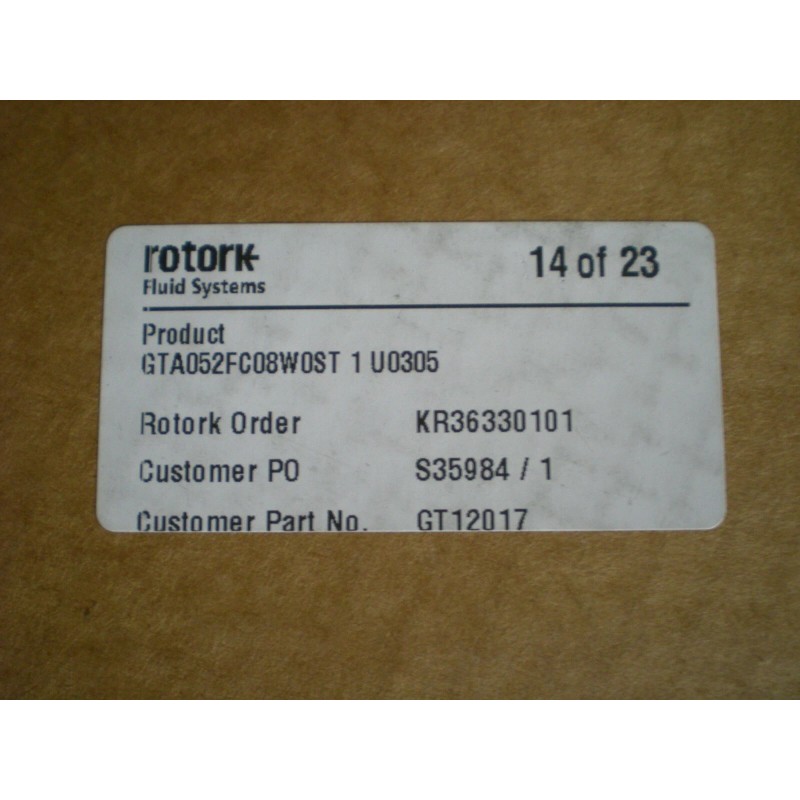 rotork
14 of 23
Fluid Systems
Product
GTA052FC08W0ST 1 U0305
Rotork Order KR36330101
Customer PO S35984 / 1
Customer Part No. GT12017